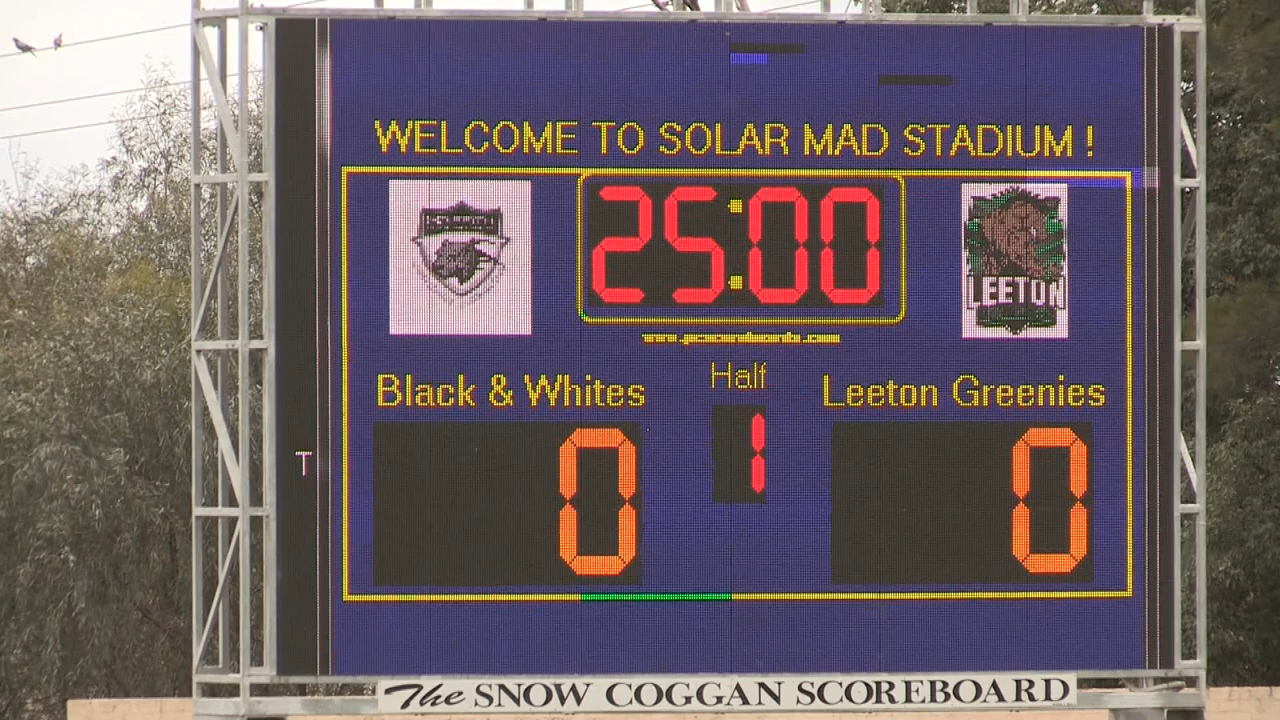 WELCOME TO SOLAR MAD STADIUM !
25:00
LEETON
Half
Black & Whites
Leeton Greenies
1
0
0
T
The SNOW COGGAN SCOREBOARD